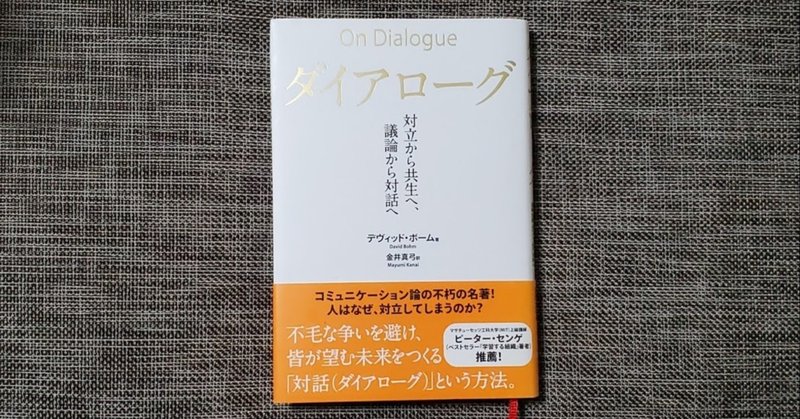 On Dialogue
ダイアローグ
対立から共生へ、
議論から対話へ
デヴィッド・ボーム著
David Bohm
金井真弓訳
Mayumi Kanai
コミュニケーション論の不朽の名著！
人はなぜ、対立してしまうのか？
不毛な争いを避け、
皆が望む未来をつくる
「対話（ダイアローグ）」という方法。
マサチューセッツ工科大学（MIT）上級講師
ピーター・センゲ
（ベストセラー『学習する組織』著者）
推薦！